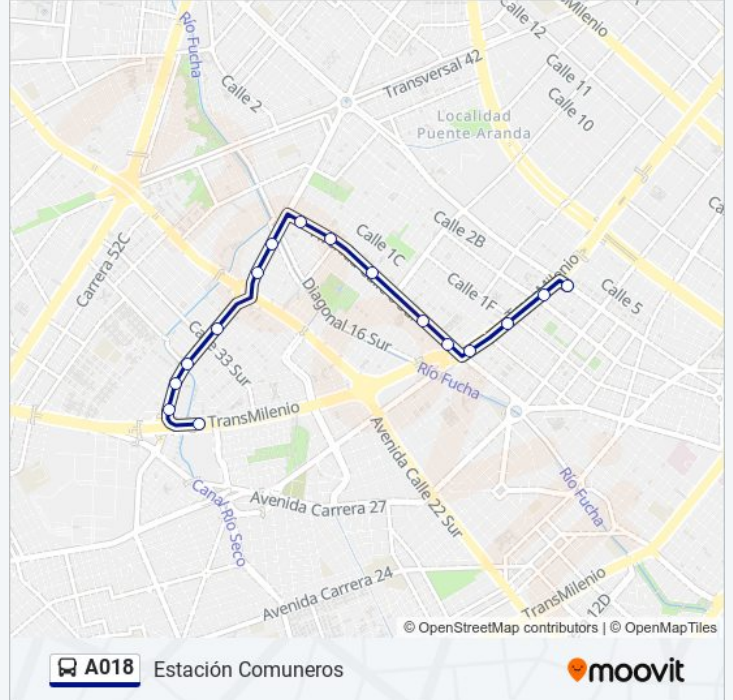 Calle 12
Milenio
Río Fucha
Transversal 42
Calle 11
Calle 2
Calle 10
Localidad
Puente Aranda
Ca
Calle 2B
Calle 1C
Carrera 52C
Milenio
Calle 1F
Calle 5
Diagonal 16 Sur
Calle 33 Sur
Río Fucha
TransMilenio
Avenida Calle 22 Sur
Río Fucha
Canal Río Seco
Avenida Carrera 27
Avenida Carrera 24
TransMilenio
12D
© OpenStreetMap contributors | © OpenMapTiles
A018 Estación Comuneros
moovit